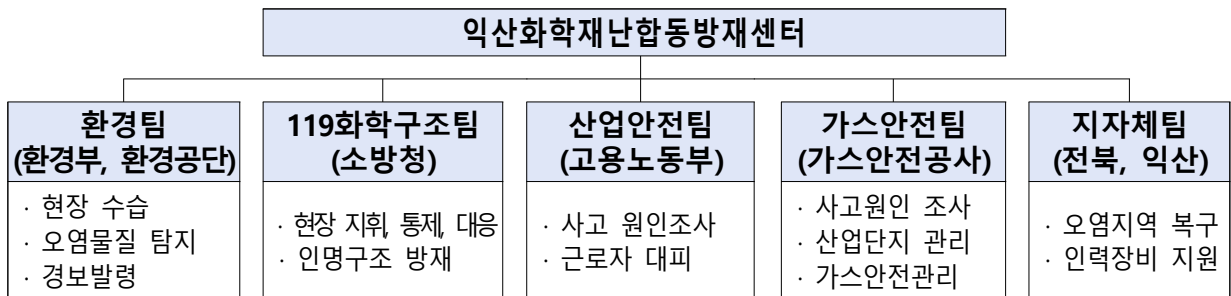 익산화학재난합동방재센터
환경팀
(환경부, 환경공단)
· 현장 수습
· 오염물질 탐지
· 경보발령
119화학구조팀
(소방청)
· 현장 지휘, 통제, 대응
· 인명구조 방재
산업안전팀
(고용노동부)
· 사고 원인조사
· 근로자 대피
가스안전팀
(가스안전공사)
· 사고원인 조사
· 산업단지 관리
· 가스안전관리
지자체팀
(전북, 익산)
· 오염지역 복구
· 인력장비 지원